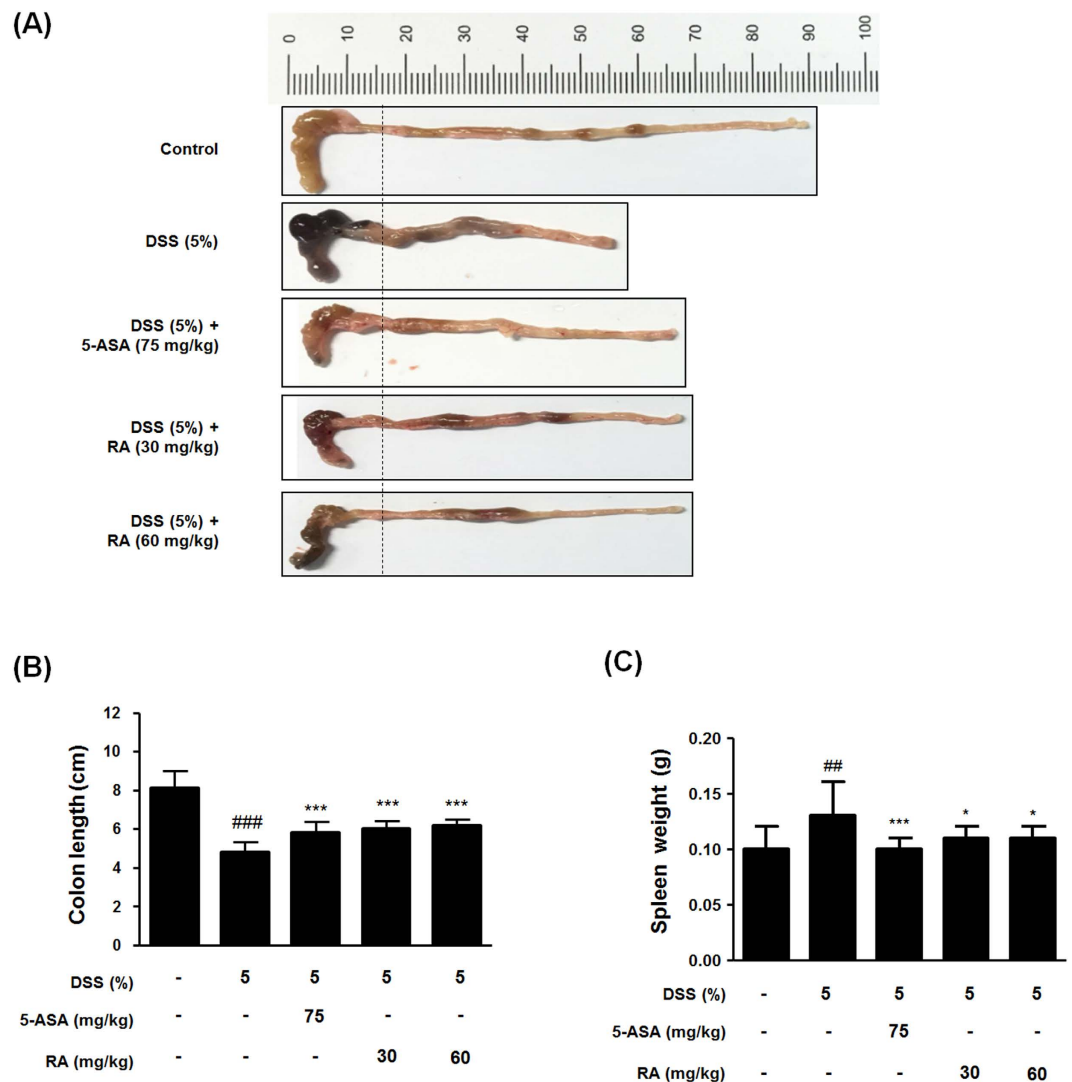 (A)
0 10 20 30 40 50 60 70 80 90 100
Control
DSS (5%)
DSS (5%) +
5-ASA (75 mg/kg)
DSS (5%) +
RA (30 mg/kg)
DSS (5%) +
RA (60 mg/kg)
(B)
Colon length (cm)
12
10
8
6
4
2
0
###
***
***
***
DSS (%) - 5 5 5 5
5-ASA (mg/kg) - - 75 - -
RA (mg/kg) - - - 30 60
(C)
Spleen weight (g)
0.20
0.15
0.10
0.05
0.00
##
***
*
*
DSS (%) - 5 5 5 5
5-ASA (mg/kg) - - 75 - -
RA (mg/kg) - - - 30 60